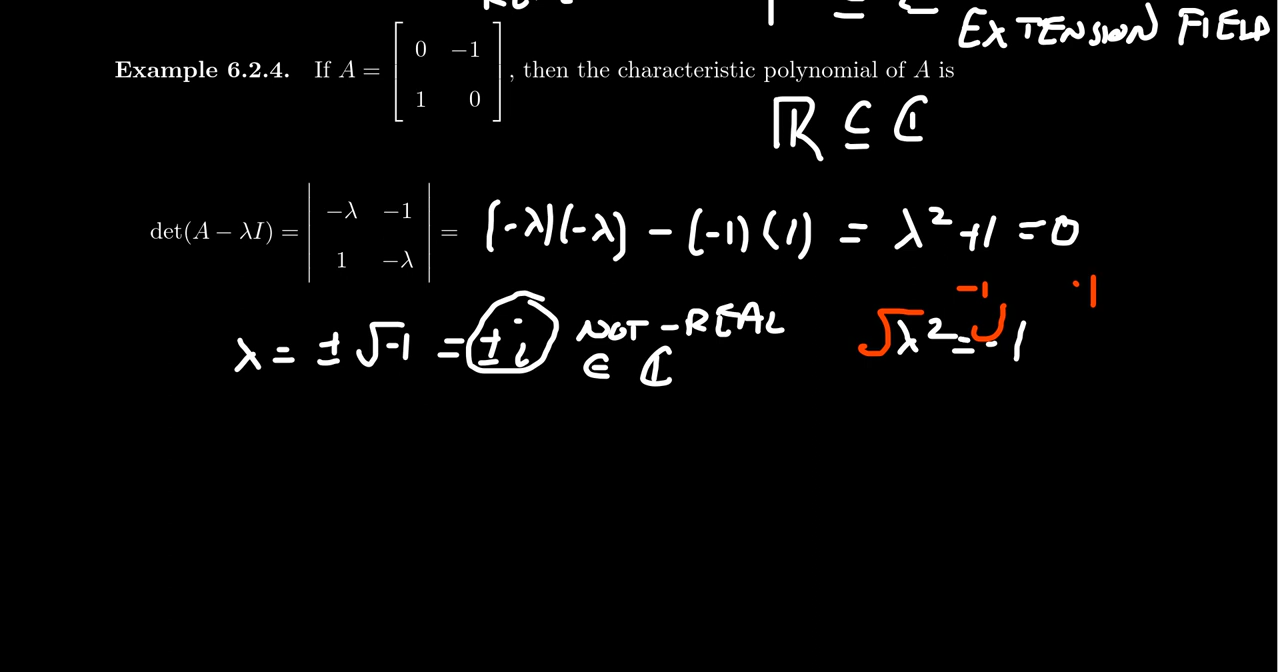 EXTENSION FIELD
Example 6.2.4. If A = [ 0 −1 ; 1 0 ], then the characteristic polynomial of A is
ℝ ⊆ ℂ
det(A − λI) = | −λ −1 ; 1 −λ | = (-λ)(-λ) - (-1)(1) = λ² + 1 = 0
-1 -1
λ = ± √-1 = ± i NOT-REAL √λ² = -1
∈ ℂ